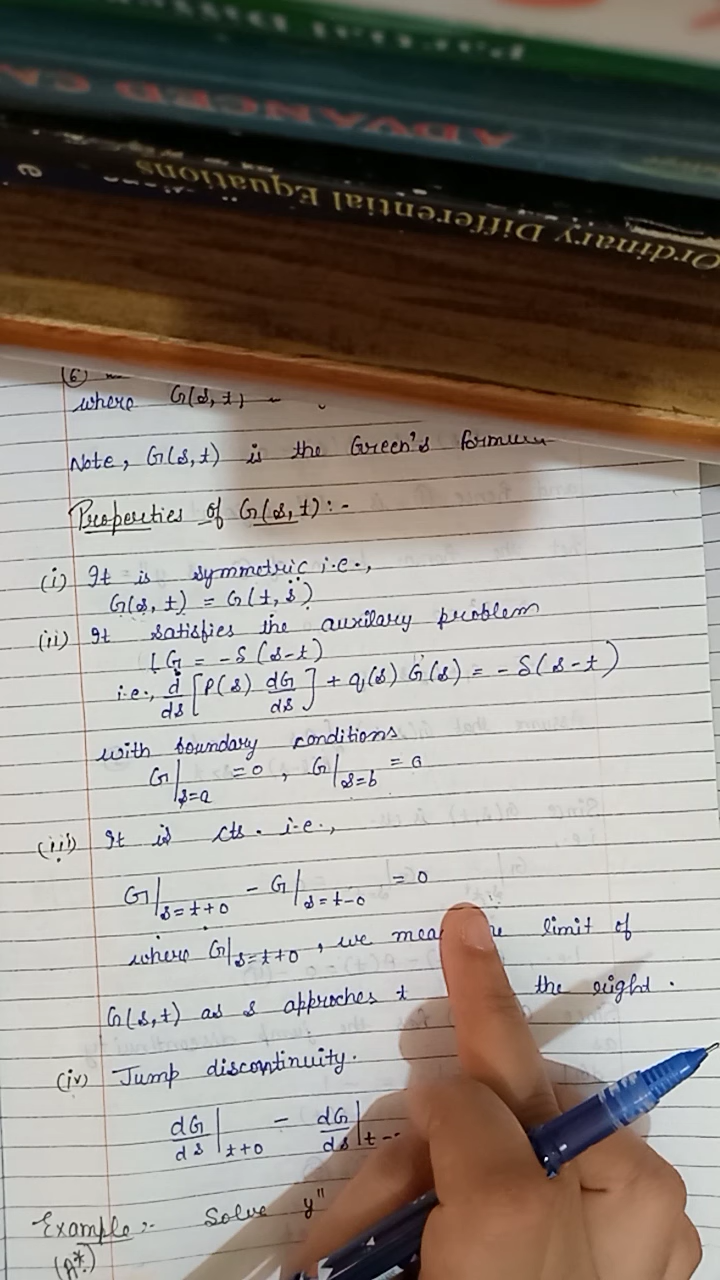 Partial Differ
ADVANCED CA
Ordinary Differential Equations
(6)
where G(s, t)
Note, G(s,t) is the Green's
Properties of G(s,t):-
(i) It is symmetric i.e.,
G(s, t) = G(t, s)
(ii) It satisfies the auxilary problem
LG = -δ(s-t)
i.e., d/ds [P(s) dG/ds] + q(s) G(s) = -δ(s-t)
with boundary conditions
G|s=a = 0, G|s=b = 0
(iii) It is cts. i.e.,
G|s=t+0 - G|s=t-0 = 0
where G|s=t+0, we mea limit of
G(s,t) as s approches t the right.
(iv) Jump discontinuity.
dG/ds|t+0 - dG/ds|t-
Example:- Solve y"
(A*)